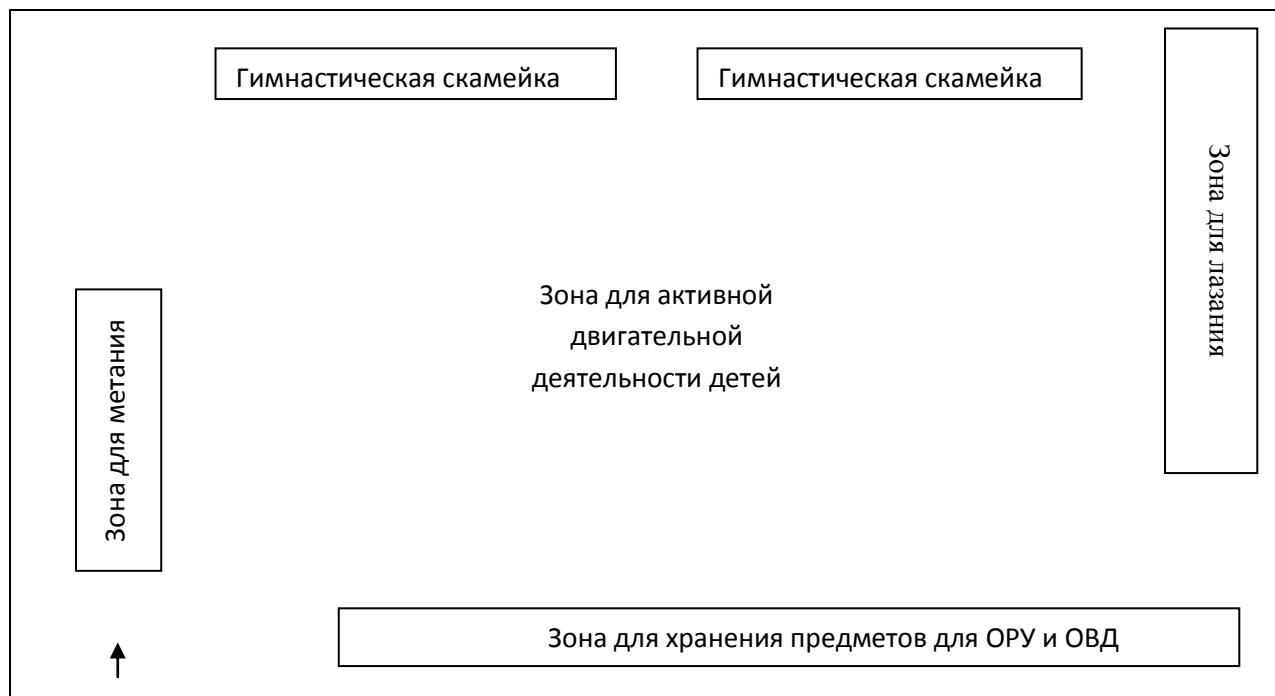 Гимнастическая скамейка
Гимнастическая скамейка
Зона для лазания
Зона для активной
двигательной
деятельности детей
Зона для метания
Зона для хранения предметов для ОРУ и ОВД